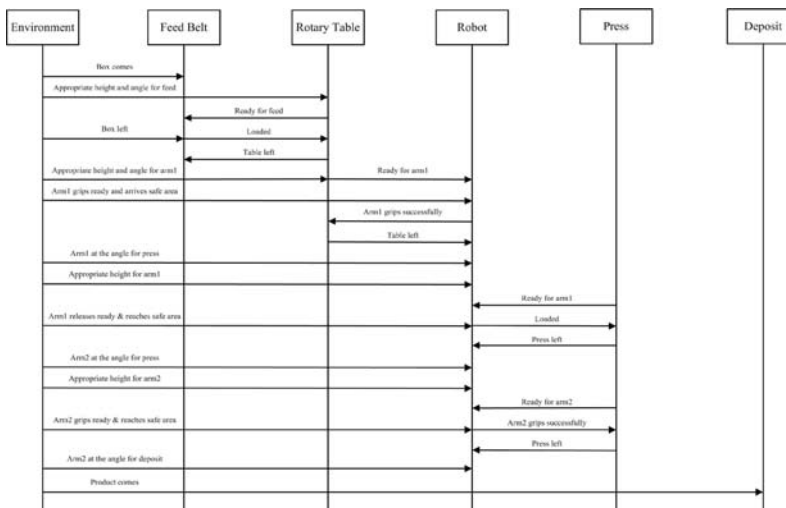 Environment
Feed Belt
Rotary Table
Robot
Press
Deposit
Box comes
Appropriate height and angle for feed
Ready for feed
Box left
Loaded
Table left
Appropriate height and angle for arm1
Ready for arm1
Arm1 grips ready and arrives safe area
Arm1 grips successfully
Table left
Arm1 at the angle for press
Appropriate height for arm1
Ready for arm1
Arm1 releases ready & reaches safe area
Loaded
Press left
Arm2 at the angle for press
Appropriate height for arm2
Ready for arm2
Arm2 grips ready & reaches safe area
Arm2 grips successfully
Press left
Arm2 at the angle for deposit
Product comes